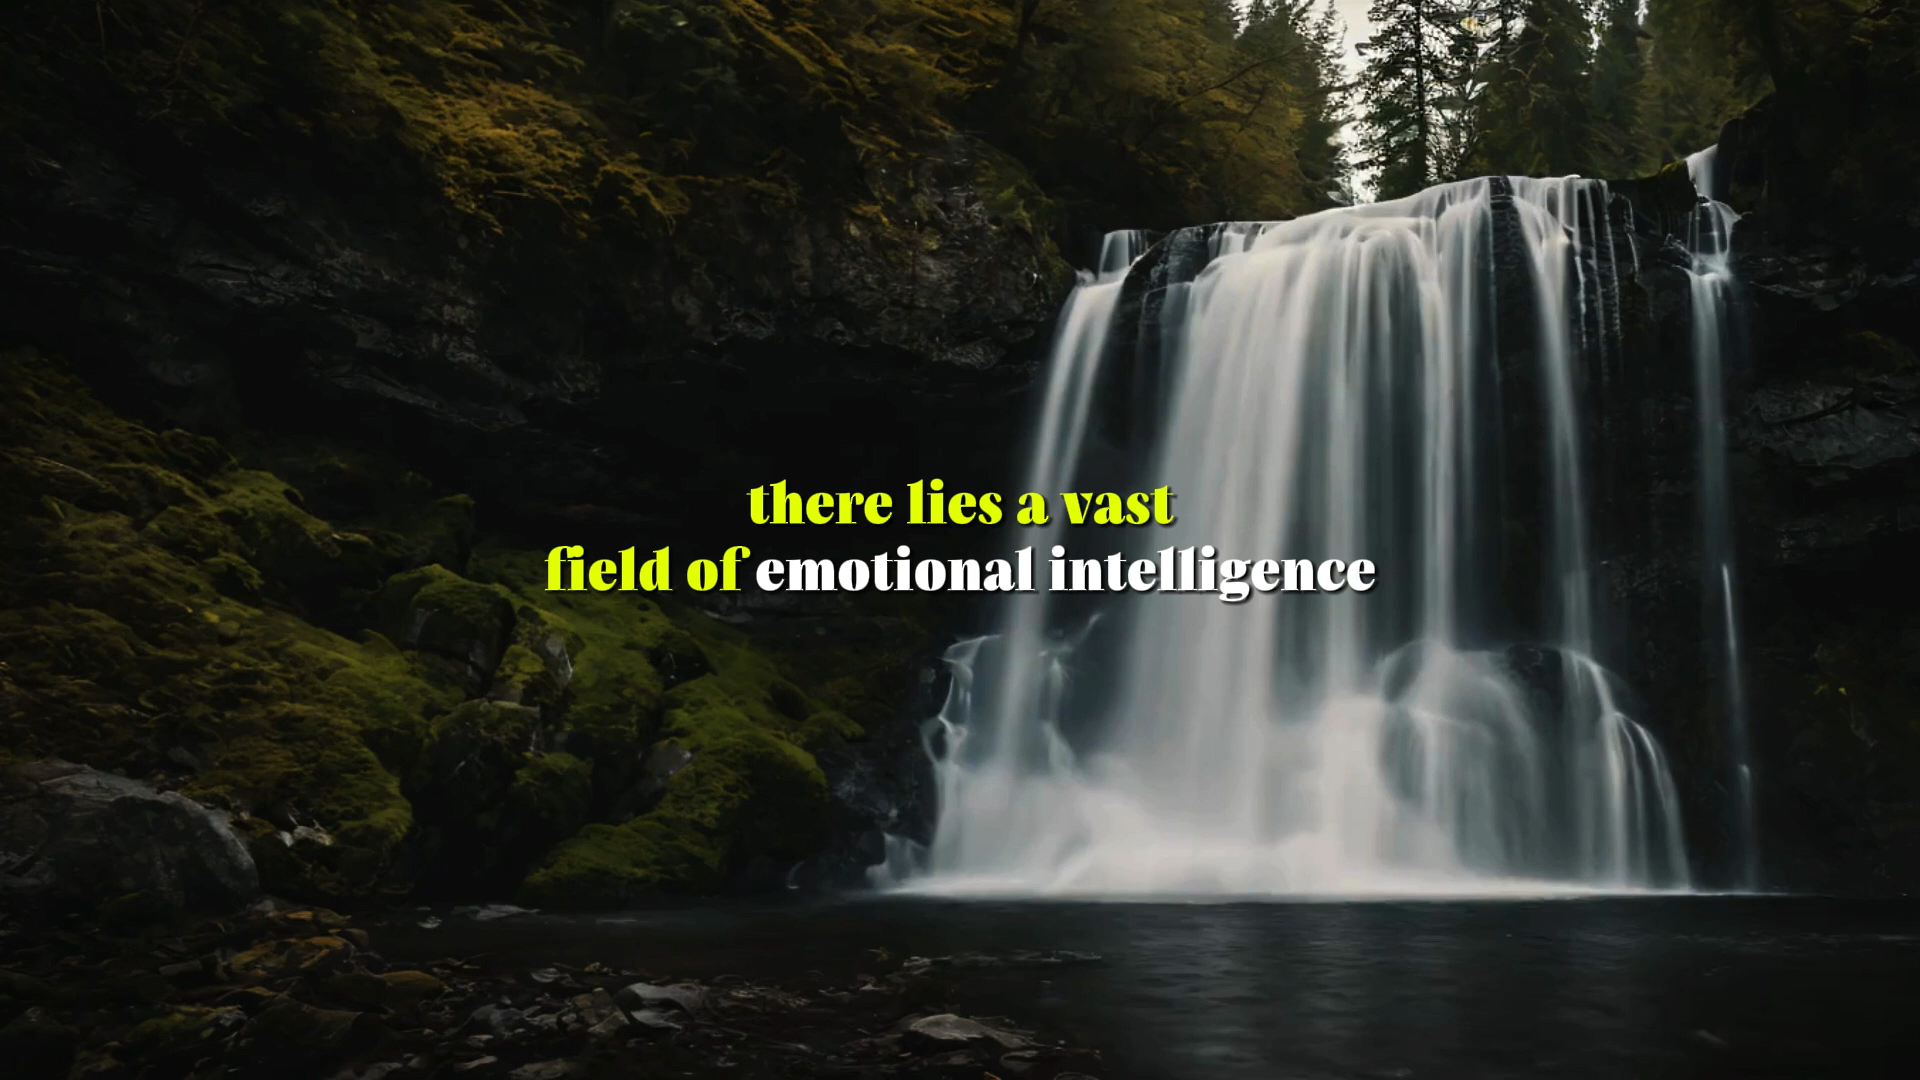 there lies a vast
field of emotional intelligence